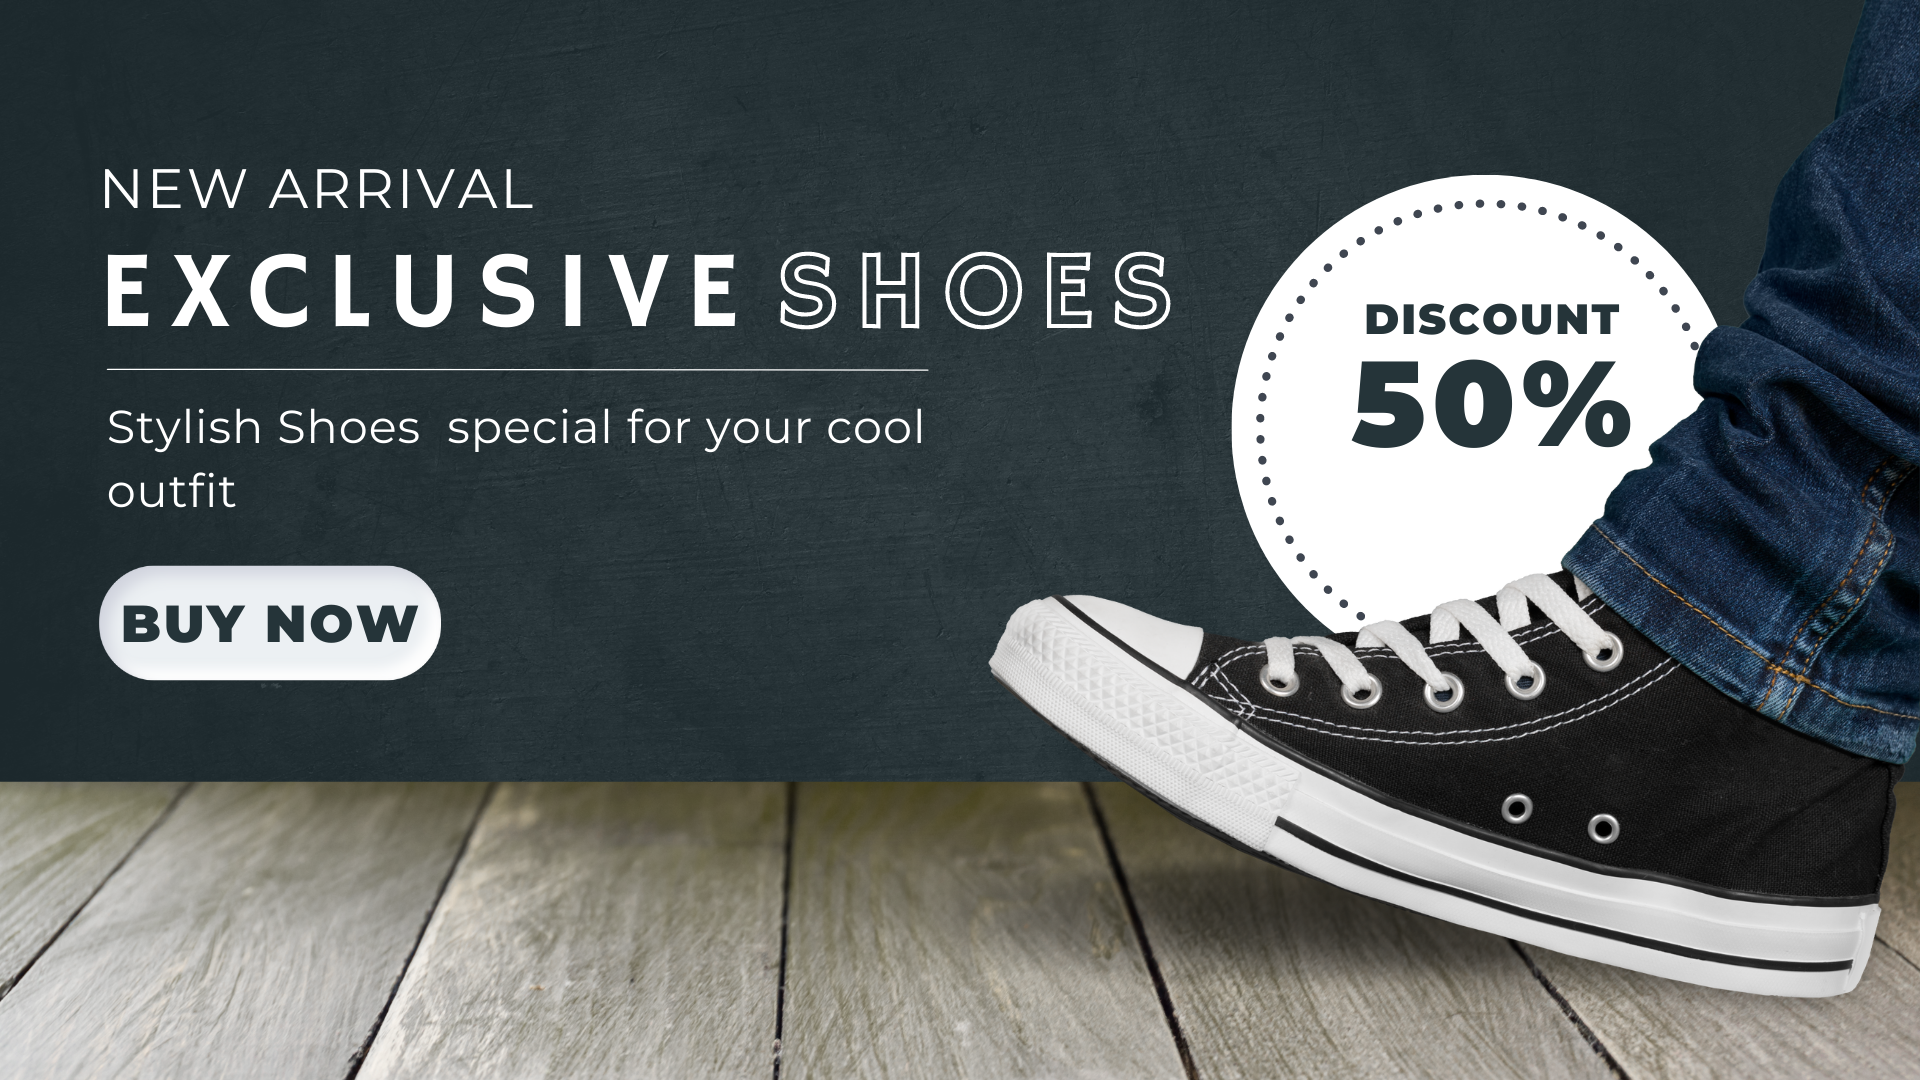 NEW ARRIVAL
EXCLUSIVE SHOES
Stylish Shoes  special for your cool
outfit
BUY NOW
DISCOUNT
50%